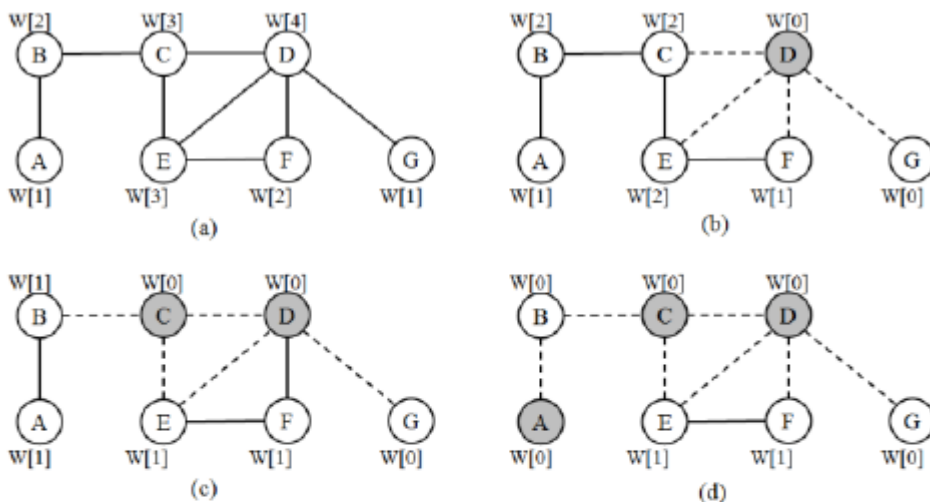 W[2] W[3] W[4]
B C D
A E F G
W[1] W[3] W[2] W[1]
(a)
W[2] W[2] W[0]
B C D
A E F G
W[1] W[2] W[1] W[0]
(b)
W[1] W[0] W[0]
B C D
A E F G
W[1] W[1] W[1] W[0]
(c)
W[0] W[0] W[0]
B C D
A E F G
W[0] W[1] W[1] W[0]
(d)